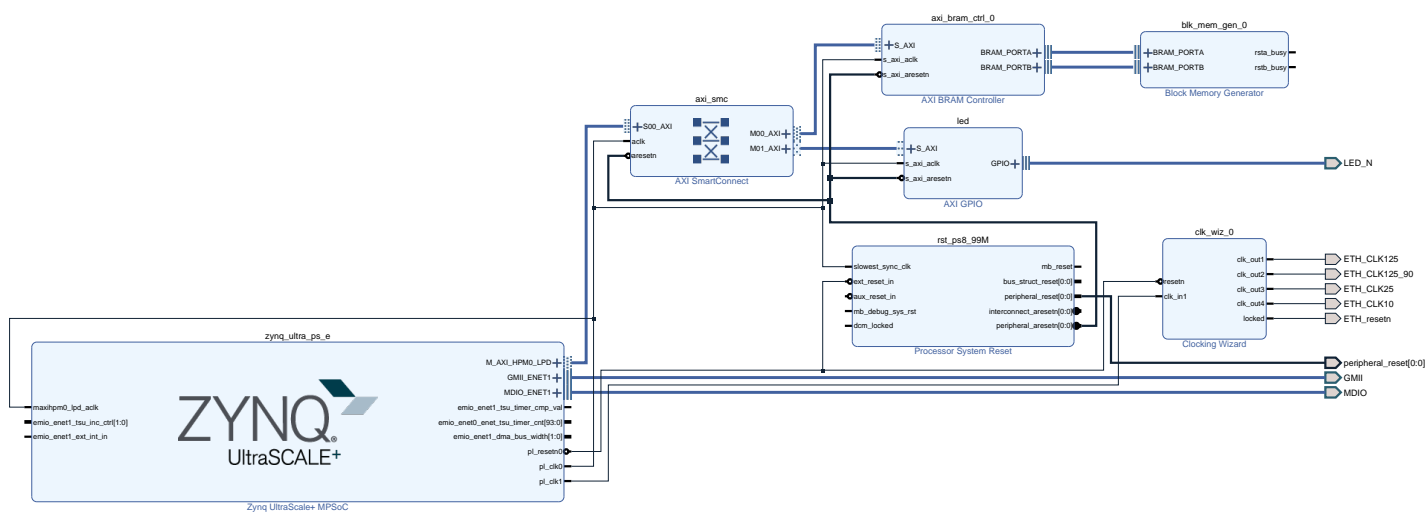 axi_bram_ctrl_0
S_AXI
s_axi_aclk
s_axi_aresetn
BRAM_PORTA
BRAM_PORTB
AXI BRAM Controller
blk_mem_gen_0
BRAM_PORTA
BRAM_PORTB
rsta_busy
rstb_busy
Block Memory Generator
axi_smc
S00_AXI
aclk
aresetn
M00_AXI
M01_AXI
AXI SmartConnect
led
S_AXI
s_axi_aclk
s_axi_aresetn
GPIO
AXI GPIO
LED_N
rst_ps8_99M
slowest_sync_clk
ext_reset_in
aux_reset_in
mb_debug_sys_rst
dcm_locked
mb_reset
bus_struct_reset[0:0]
peripheral_reset[0:0]
interconnect_aresetn[0:0]
peripheral_aresetn[0:0]
Processor System Reset
clk_wiz_0
resetn
clk_in1
clk_out1
clk_out2
clk_out3
clk_out4
locked
Clocking Wizard
ETH_CLK125
ETH_CLK125_90
ETH_CLK25
ETH_CLK10
ETH_resetn
peripheral_reset[0:0]
GMII
MDIO
zynq_ultra_ps_e
maxihpm0_lpd_aclk
emio_enet1_tsu_inc_ctrl[1:0]
emio_enet1_ext_int_in
ZYNQ®
UltraSCALE+
M_AXI_HPM0_LPD
GMII_ENET1
MDIO_ENET1
emio_enet1_tsu_timer_cmp_val
emio_enet0_enet_tsu_timer_cnt[93:0]
emio_enet1_dma_bus_width[1:0]
pl_resetn0
pl_clk0
pl_clk1
Zynq UltraScale+ MPSoC